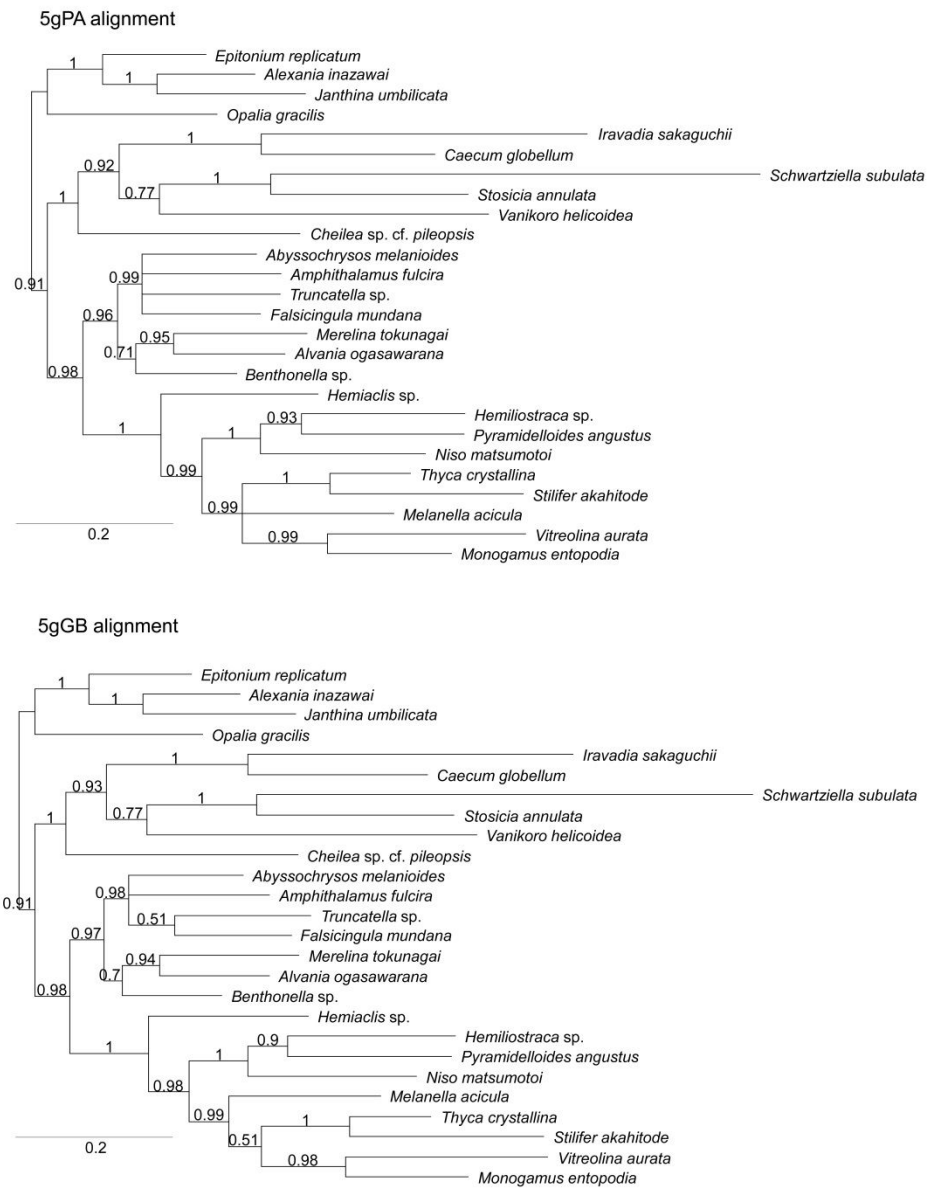 5gPA alignment
Epitonium replicatum
1
Alexania inazawai
1
Janthina umbilicata
Opalia gracilis
1
Iravadia sakaguchii
0.92
Caecum globellum
1
Schwartziella subulata
0.77
Stosicia annulata
1
Vanikoro helicoidea
Cheilea sp. cf. pileopsis
Abyssochrysos melanioides
0.91
0.99
Amphithalamus fulcira
Truncatella sp.
0.96
Falsicingula mundana
0.95
Merelina tokunagai
0.71
Alvania ogasawarana
0.98
Benthonella sp.
Hemiaclis sp.
0.93
Hemiliostraca sp.
1
1
Pyramidelloides angustus
Niso matsumotoi
0.99
1
Thyca crystallina
Stilifer akahitode
0.99
Melanella acicula
0.2
0.99
Vitreolina aurata
Monogamus entopodia
5gGB alignment
Epitonium replicatum
1
Alexania inazawai
1
Janthina umbilicata
Opalia gracilis
1
Iravadia sakaguchii
0.93
Caecum globellum
1
Schwartziella subulata
0.77
Stosicia annulata
1
Vanikoro helicoidea
Cheilea sp. cf. pileopsis
Abyssochrysos melanioides
0.91
0.98
Amphithalamus fulcira
0.51
Truncatella sp.
0.97
Falsicingula mundana
0.94
Merelina tokunagai
0.7
Alvania ogasawarana
0.98
Benthonella sp.
Hemiaclis sp.
0.9
Hemiliostraca sp.
1
1
Pyramidelloides angustus
Niso matsumotoi
0.98
Melanella acicula
0.99
1
Thyca crystallina
0.51
Stilifer akahitode
0.2
0.98
Vitreolina aurata
Monogamus entopodia